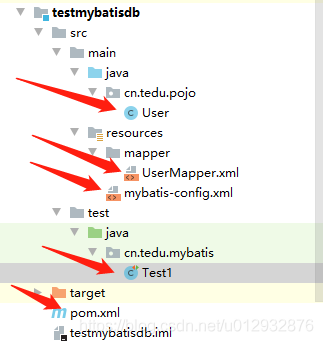 testmybatisdb
src
main
java
cn.tedu.pojo
User
resources
mapper
UserMapper.xml
mybatis-config.xml
test
java
cn.tedu.mybatis
Test1
target
pom.xml
testmybatisdb.iml
https://blog.csdn.net/u012932876